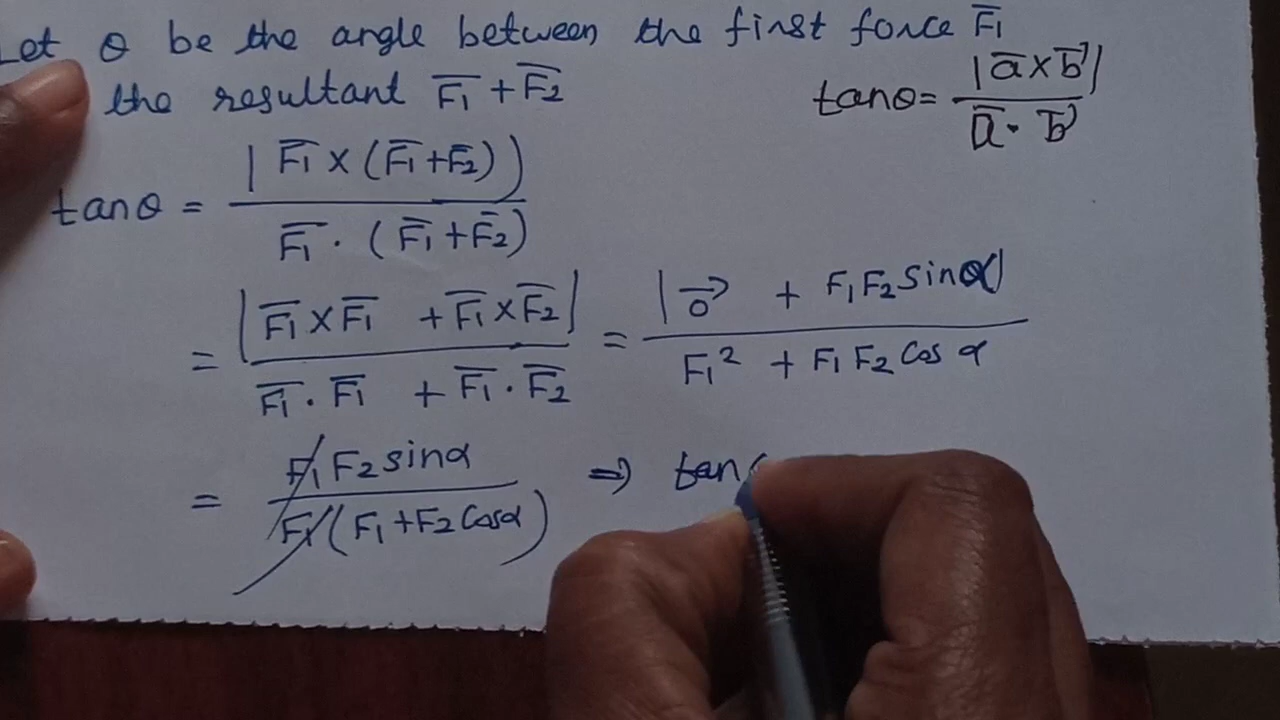 Let θ be the angle between the first force F̅₁
the resultant F̅₁ + F̅₂
tanθ = |a̅ × b̅| / a̅ · b̅
tanθ = |F̅₁ × (F̅₁ + F̅₂)| / F̅₁ · (F̅₁ + F̅₂)
= |F̅₁ × F̅₁ + F̅₁ × F̅₂| / F̅₁ · F̅₁ + F̅₁ · F̅₂ = |0⃗ + F₁F₂ sinα| / F₁² + F₁F₂ cos α
= F₁F₂ sinα / F₁(F₁ + F₂ cosα) ⇒ tan